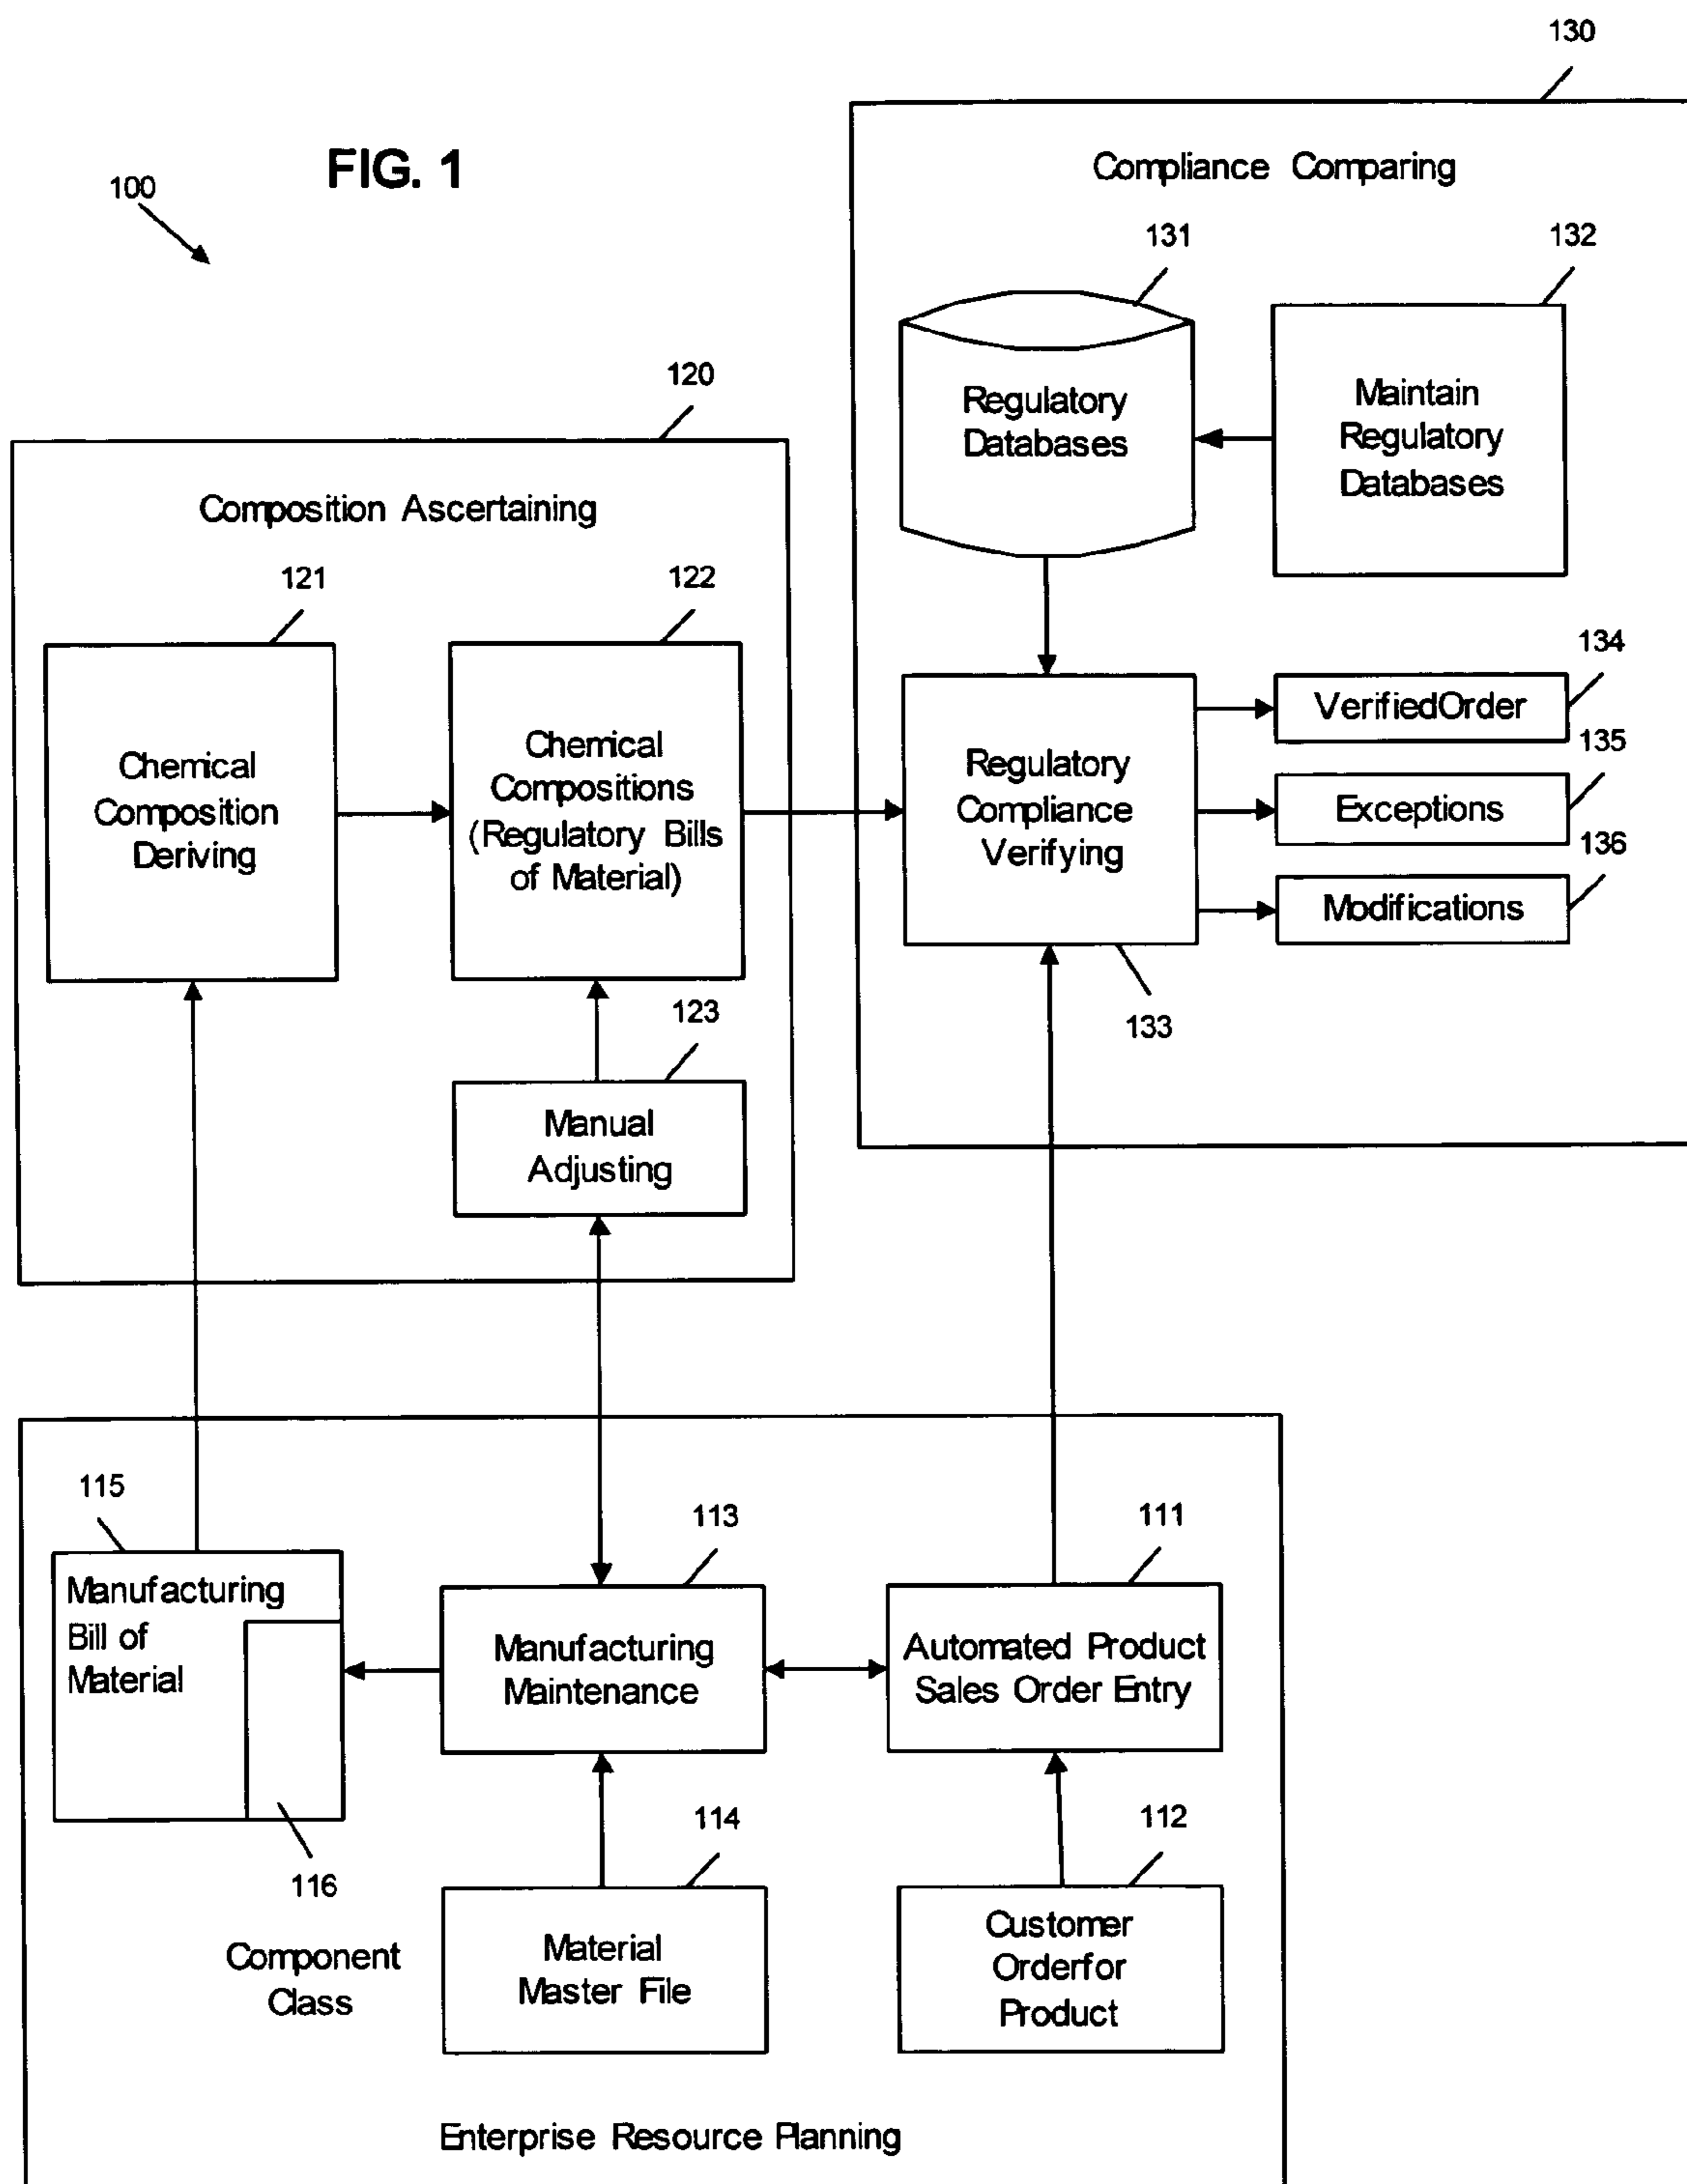 130
FIG. 1
100
Compliance Comparing
131
132
Regulatory
Databases
Maintain
Regulatory
Databases
120
Composition Ascertaining
121
122
Chemical
Composition
Deriving
Chemical
Compositions
(Regulatory Bills
of Material)
Regulatory
Compliance
Verifying
134
VerifiedOrder
135
Exceptions
136
Modifications
123
133
Manual
Adjusting
115
113
111
Manufacturing
Bill of
Material
Manufacturing
Maintenance
Automated Product
Sales Order Entry
116
114
112
Component
Class
Material
Master File
Customer
Orderfor
Product
Enterprise Resource Planning